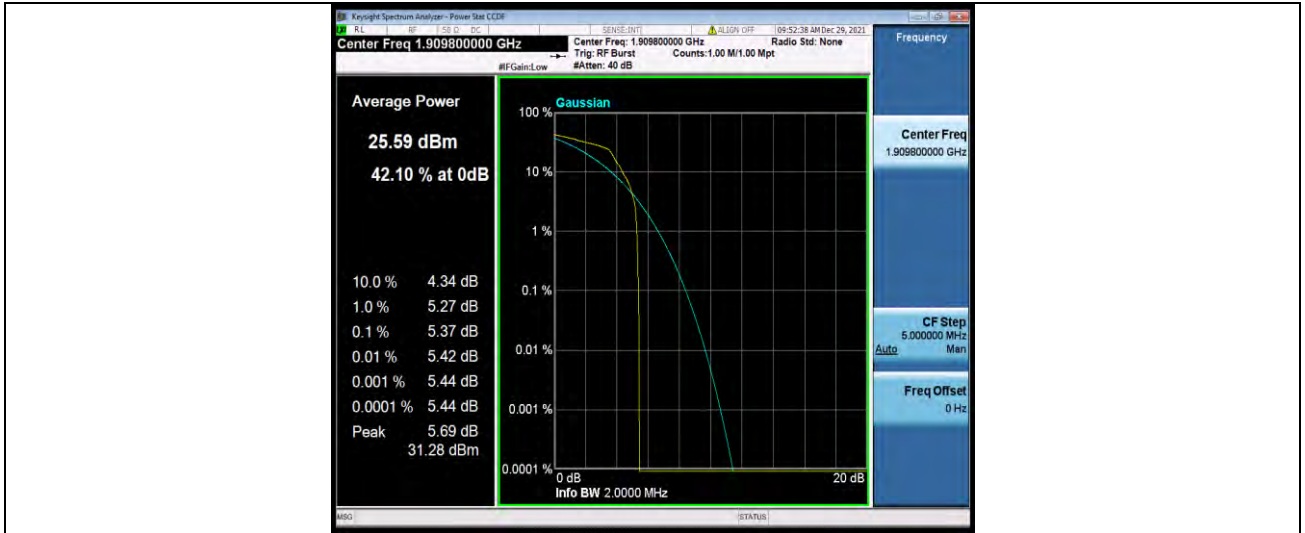 Keysight Spectrum Analyzer - Power Stat CCDF
RL RF 50 Ω DC SENSE:INT ALIGN OFF 09:52:38 AM Dec 29, 2021
Center Freq 1.909800000 GHz
Center Freq: 1.909800000 GHz Radio Std: None
Trig: RF Burst Counts:1.00 M/1.00 Mpt
#IFGain:Low #Atten: 40 dB
Frequency
Average Power
25.59 dBm
42.10 % at 0dB
10.0 % 4.34 dB
1.0 % 5.27 dB
0.1 % 5.37 dB
0.01 % 5.42 dB
0.001 % 5.44 dB
0.0001 % 5.44 dB
Peak 5.69 dB
31.28 dBm
Gaussian
100 %
10 %
1 %
0.1 %
0.01 %
0.001 %
0.0001 %
0 dB 20 dB
Info BW 2.0000 MHz
Center Freq
1.909800000 GHz
CF Step
5.000000 MHz
Auto Man
Freq Offset
0 Hz
MSG STATUS